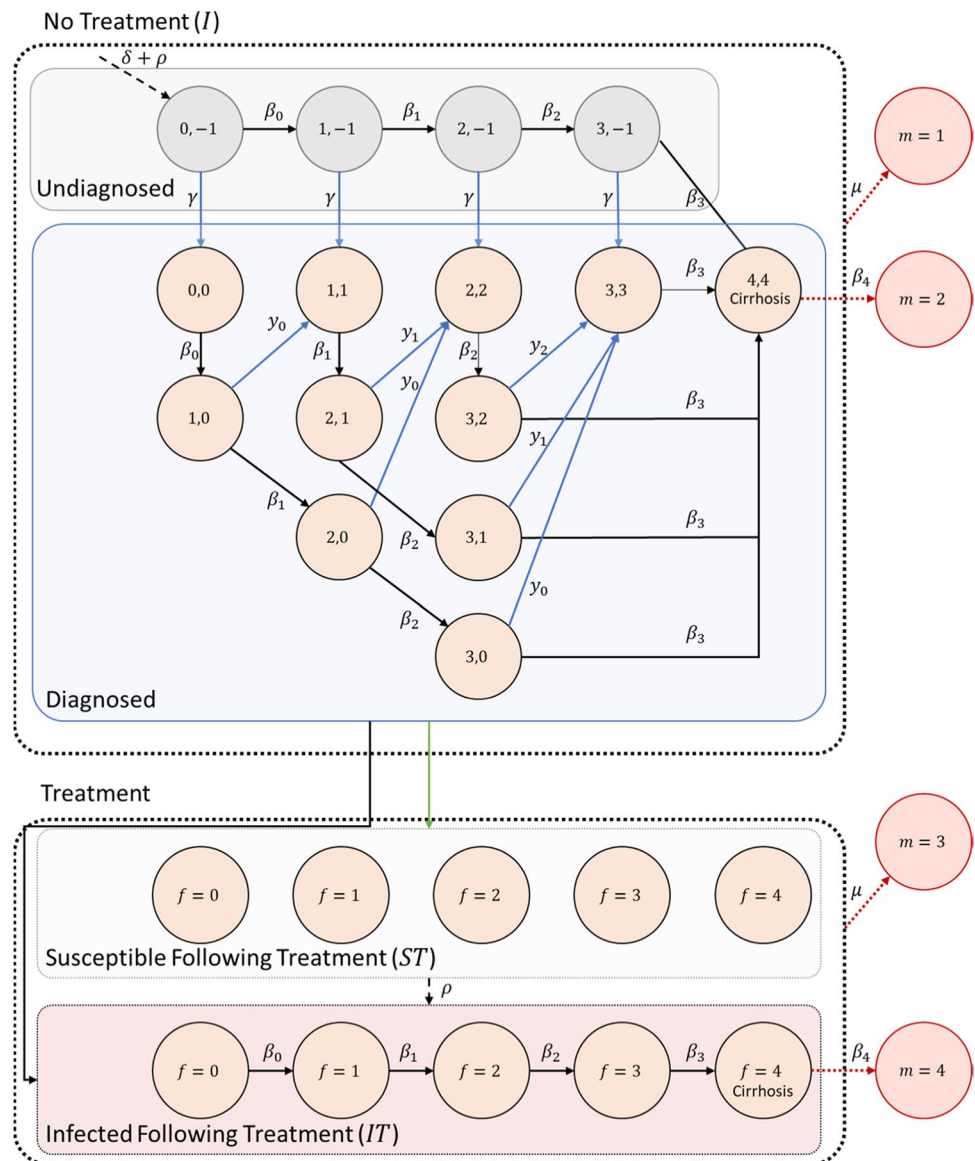 No Treatment (I)
δ + ρ
0, −1
β₀
1, −1
β₁
2, −1
β₂
3, −1
m = 1
Undiagnosed
γ
γ
γ
γ
β₃
μ
0,0
1,1
2,2
3,3
β₃
4,4
Cirrhosis
β₄
m = 2
β₀
y₀
β₁
y₁
y₀
β₂
y₂
1,0
2, 1
3,2
β₃
y₁
β₁
2,0
β₂
3,1
β₃
β₂
y₀
3,0
β₃
Diagnosed
Treatment
m = 3
μ
f = 0
f = 1
f = 2
f = 3
f = 4
Susceptible Following Treatment (ST)
ρ
f = 0
β₀
f = 1
β₁
f = 2
β₂
f = 3
β₃
f = 4
Cirrhosis
β₄
m = 4
Infected Following Treatment (IT)